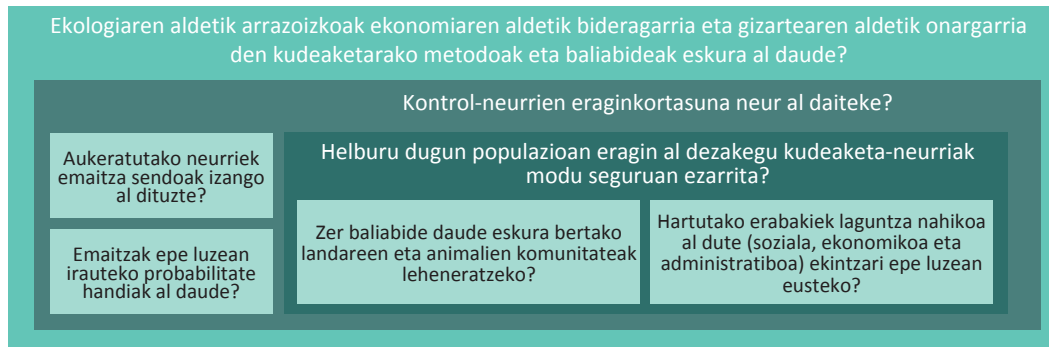 Ekologiaren aldetik arrazoizkoak ekonomiaren aldetik bideragarria eta gizartearen aldetik onargarria
den kudeaketarako metodoak eta baliabideak eskura al daude?
Kontrol-neurrien eraginkortasuna neur al daiteke?
Aukeratutako neurriek
emaitza sendoak izango
al dituzte?
Emaitzak epe luzean
irauteko probabilitate
handiak al daude?
Helburu dugun populazioan eragin al dezakegu kudeaketa-neurriak
modu seguruan ezarrita?
Zer baliabide daude eskura bertako
landareen eta animalien komunitateak
leheneratzeko?
Hartutako erabakiek laguntza nahikoa
al dute (soziala, ekonomikoa eta
administratiboa) ekintzari epe luzean
eusteko?